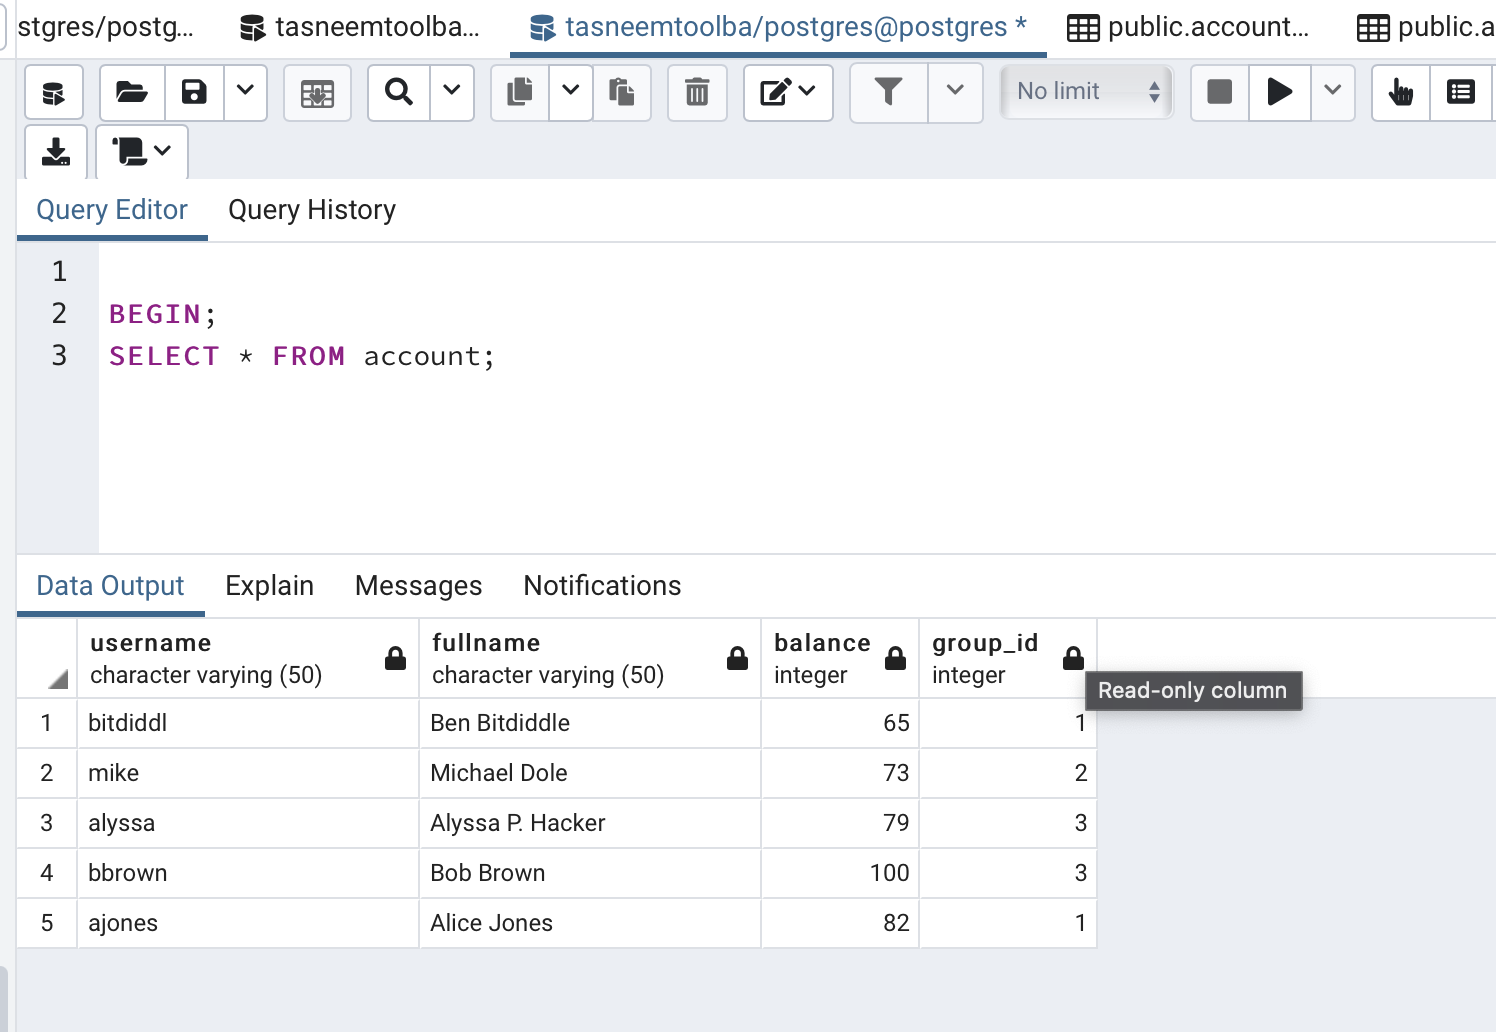 stgres/postg... tasneemtoolba... tasneemtoolba/postgres@postgres * public.account... public.a
No limit
Query Editor Query History
1
2 BEGIN;
3 SELECT * FROM account;
Data Output Explain Messages Notifications
username fullname balance group_id
character varying (50) character varying (50) integer integer
Read-only column
1 bitdiddl Ben Bitdiddle 65 1
2 mike Michael Dole 73 2
3 alyssa Alyssa P. Hacker 79 3
4 bbrown Bob Brown 100 3
5 ajones Alice Jones 82 1